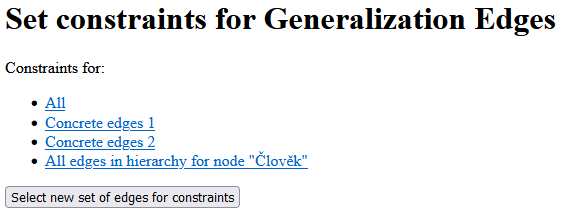 Set constraints for Generalization Edges
Constraints for:
All
Concrete edges 1
Concrete edges 2
All edges in hierarchy for node "Člověk"
Select new set of edges for constraints